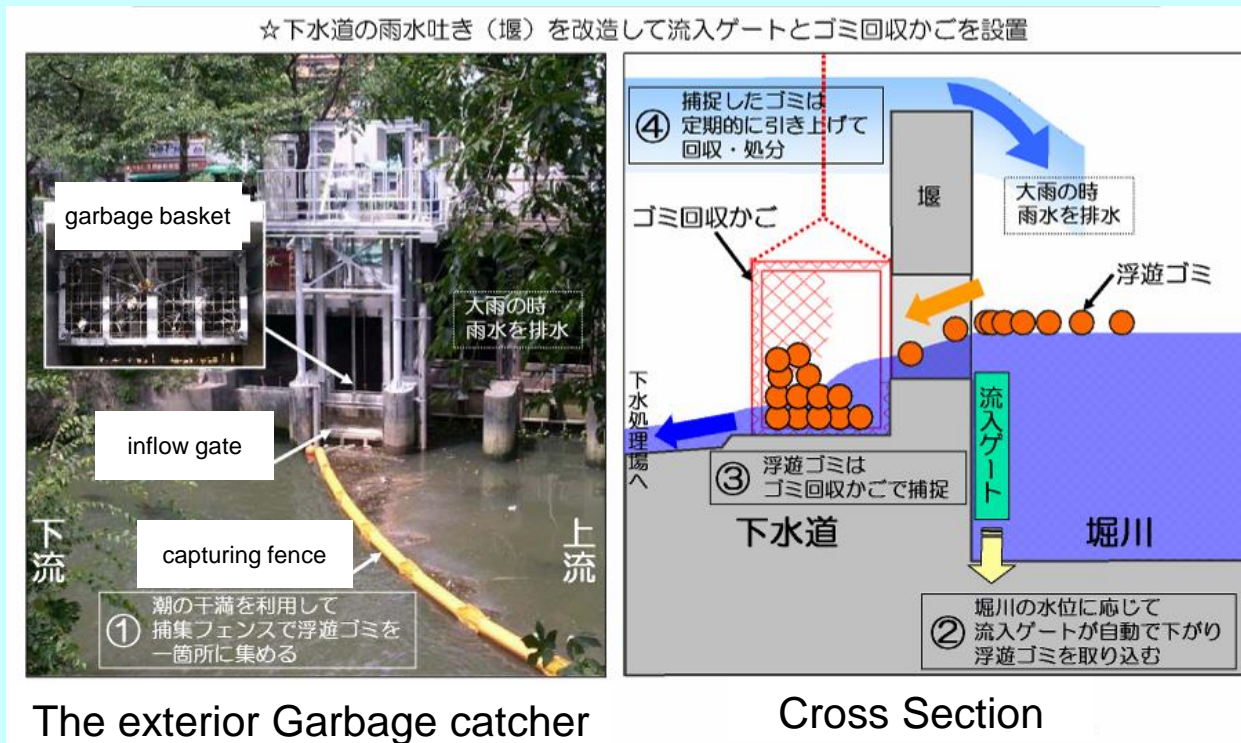 ☆下水道の雨水吐き（堰）を改造して流入ゲートとゴミ回収かごを設置
garbage basket
大雨の時
雨水を排水
inflow gate
capturing fence
下流
上流
①
潮の干満を利用して
捕集フェンスで浮遊ゴミを
一箇所に集める
The exterior Garbage catcher
④
捕捉したゴミは
定期的に引き上げて
回収・処分
堰
大雨の時
雨水を排水
ゴミ回収かご
浮遊ゴミ
下水処理場へ
流入ゲート
③
浮遊ゴミは
ゴミ回収かごで捕捉
下水道
堀川
②
堀川の水位に応じて
流入ゲートが自動で下がり
浮遊ゴミを取り込む
Cross Section